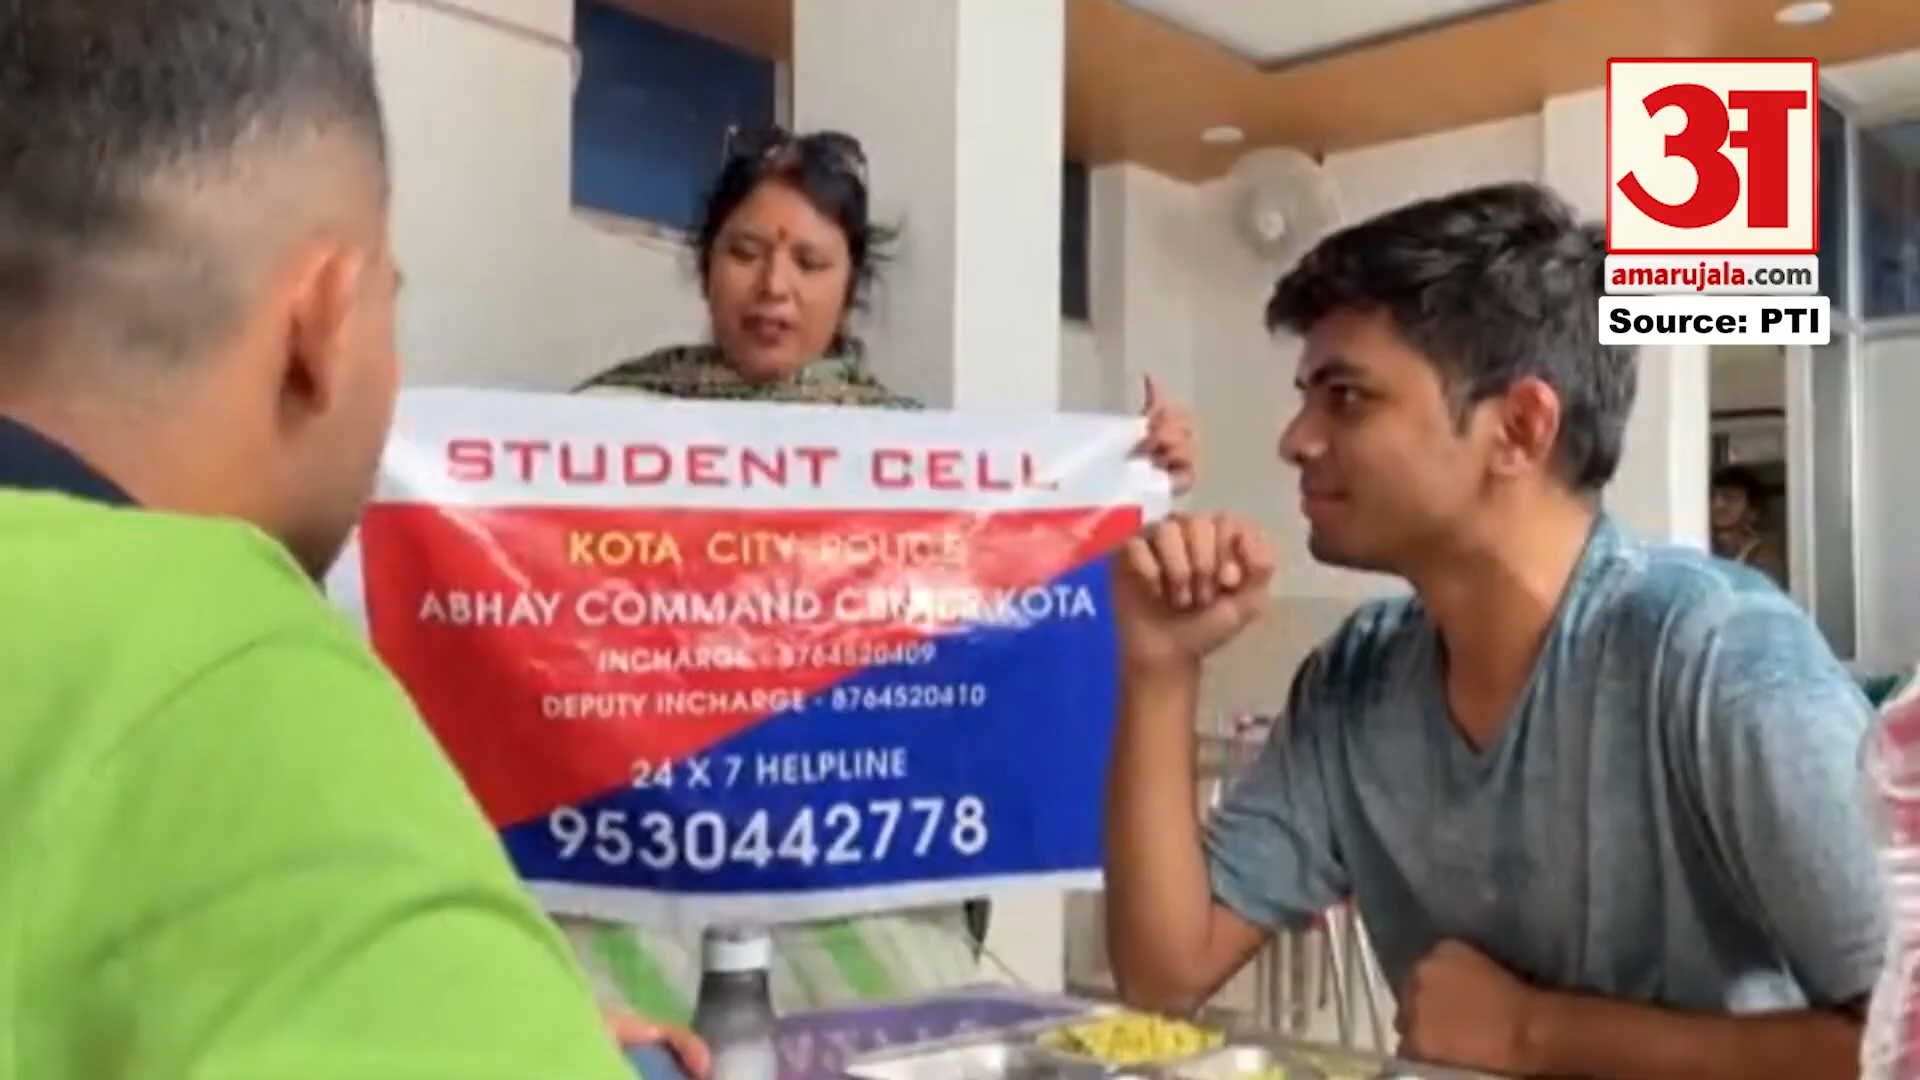 अ
amarujala.com
Source: PTI
STUDENT CELL
KOTA CITY POLICE
ABHAY COMMAND CENTER KOTA
INCHARGE - 8764520409
DEPUTY INCHARGE - 8764520410
24 X 7 HELPLINE
9530442778